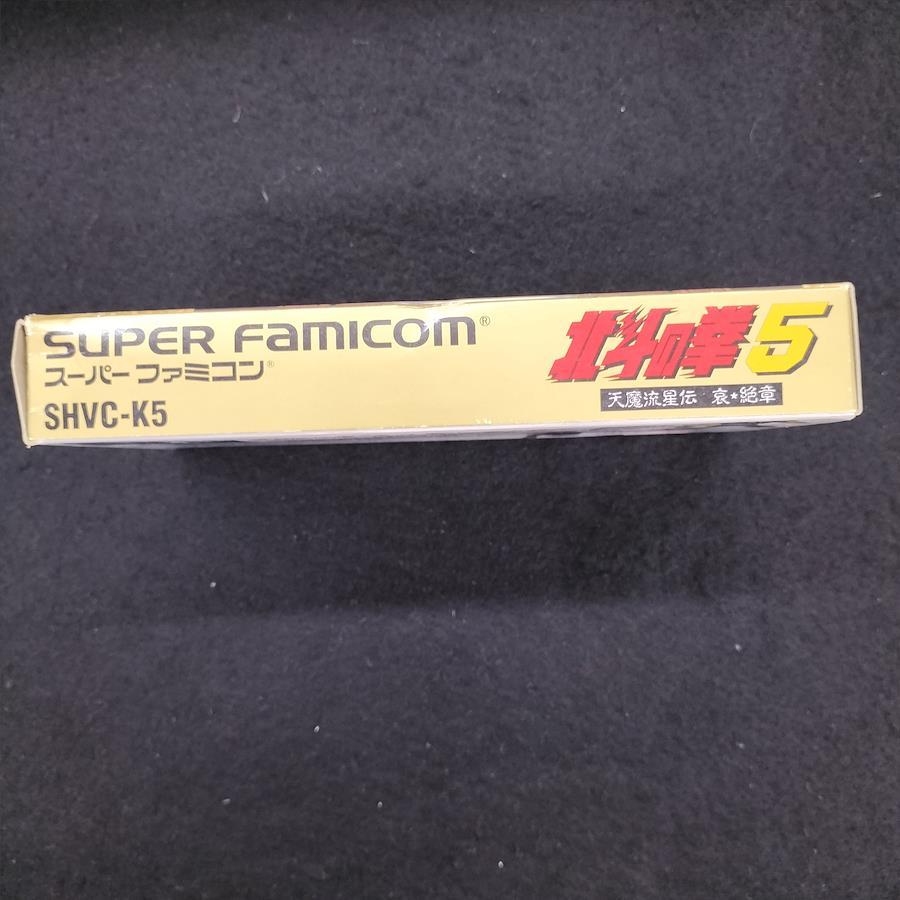 SUPER FAMICOM®
スーパーファミコン®
SHVC-K5
北斗の拳5
天魔流星伝 哀★絶章